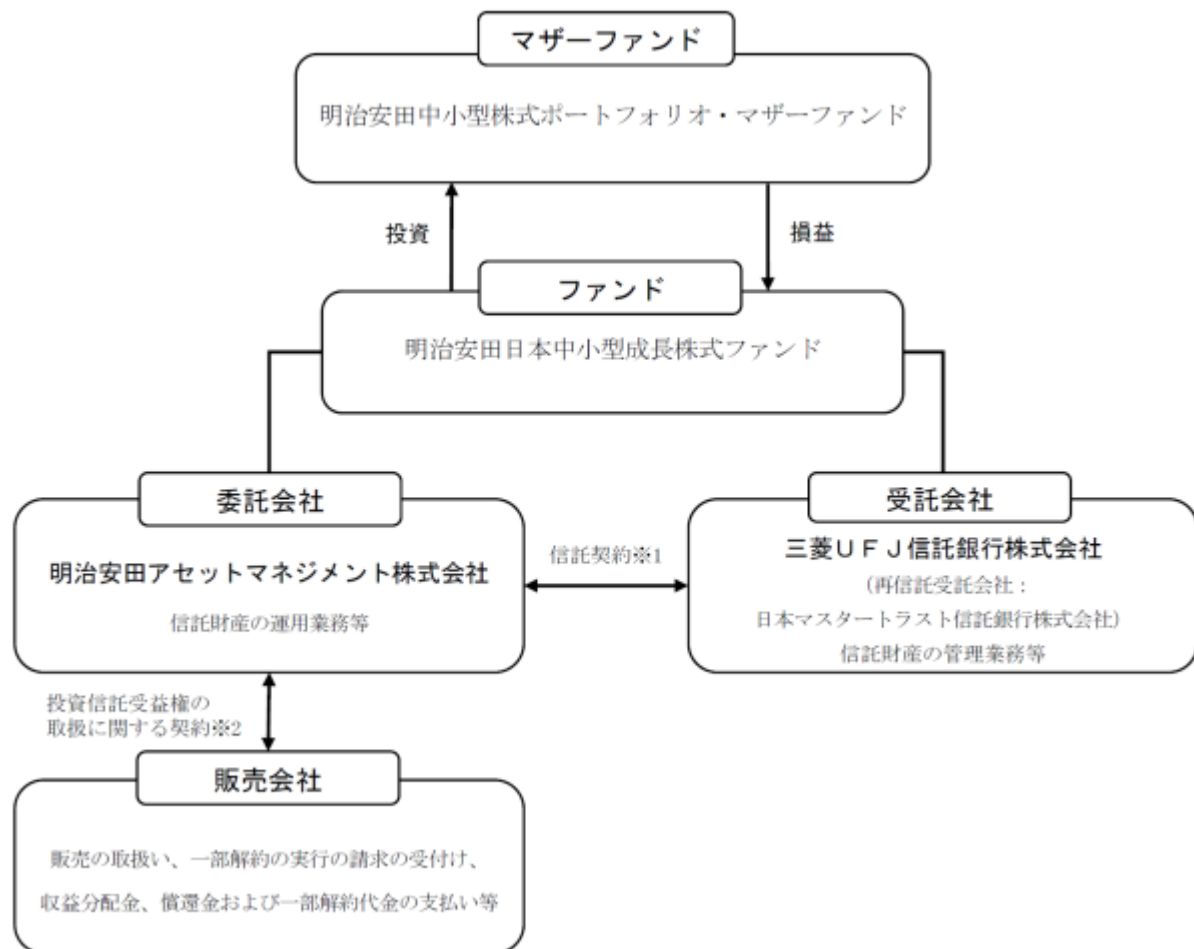 マザーファンド
明治安田中小型株式ポートフォリオ・マザーファンド
投資
損益
ファンド
明治安田日本中小型成長株式ファンド
委託会社
明治安田アセットマネジメント株式会社
信託財産の運用業務等
信託契約※1
受託会社
三菱ＵＦＪ信託銀行株式会社
（再信託受託会社：
日本マスタートラスト信託銀行株式会社）
信託財産の管理業務等
投資信託受益権の
取扱に関する契約※2
販売会社
販売の取扱い、一部解約の実行の請求の受付け、
収益分配金、償還金および一部解約代金の支払い等